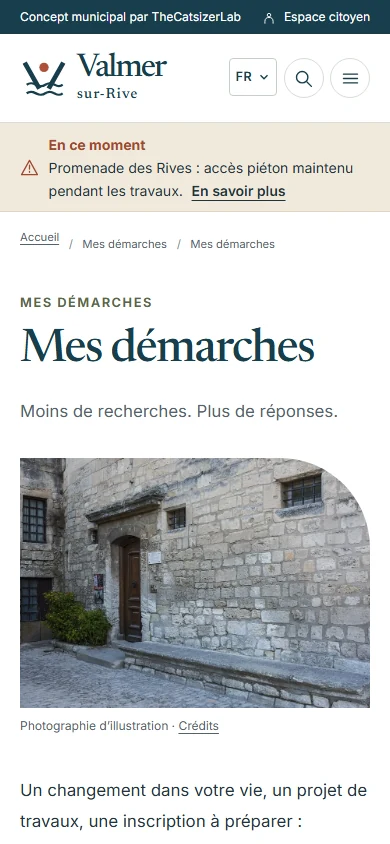 Concept municipal par TheCatsizerLab
Espace citoyen
Valmer
sur-Rive
FR
En ce moment
Promenade des Rives : accès piéton maintenu
pendant les travaux. En savoir plus
Accueil / Mes démarches / Mes démarches
MES DÉMARCHES
Mes démarches
Moins de recherches. Plus de réponses.
Photographie d’illustration · Crédits
Un changement dans votre vie, un projet de
travaux, une inscription à préparer :